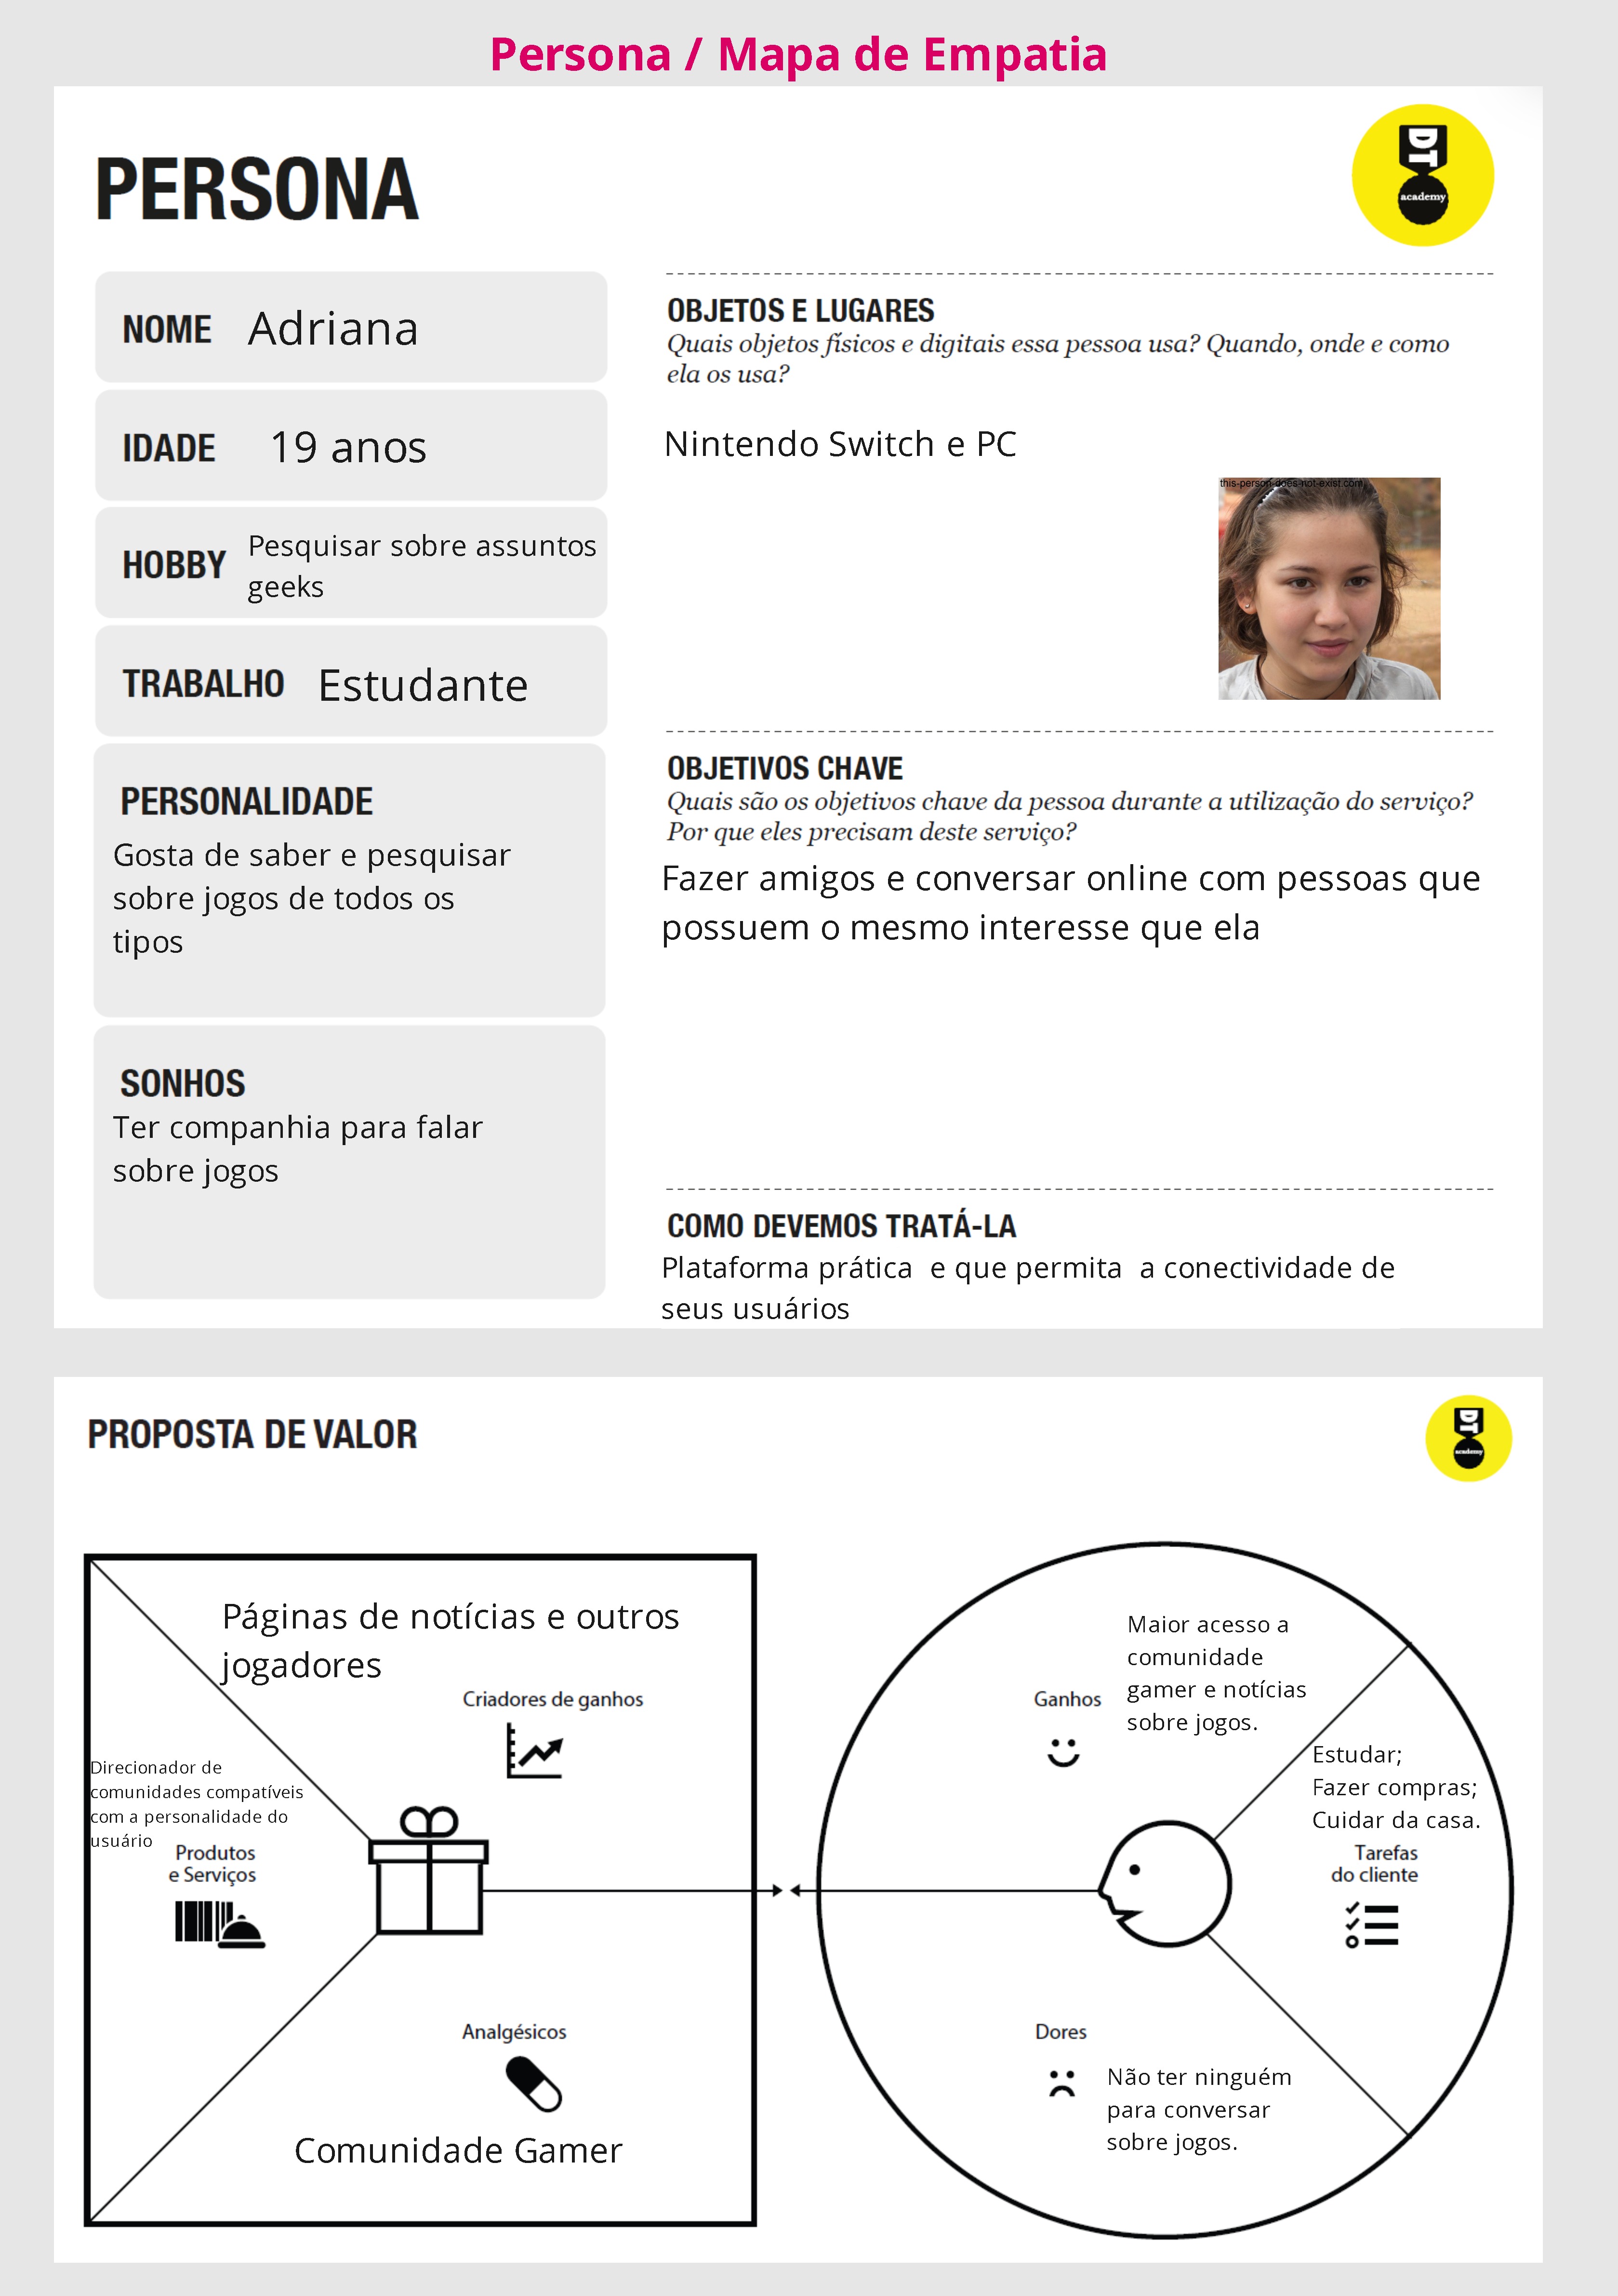 Persona / Mapa de Empatia
PERSONA
DT
academy
NOME Adriana
IDADE 19 anos
HOBBY Pesquisar sobre assuntos
geeks
TRABALHO Estudante
PERSONALIDADE
Gosta de saber e pesquisar
sobre jogos de todos os
tipos
SONHOS
Ter companhia para falar
sobre jogos
OBJETOS E LUGARES
Quais objetos físicos e digitais essa pessoa usa? Quando, onde e como
ela os usa?
Nintendo Switch e PC
this-person-does-not-exist.com
OBJETIVOS CHAVE
Quais são os objetivos chave da pessoa durante a utilização do serviço?
Por que eles precisam deste serviço?
Fazer amigos e conversar online com pessoas que
possuem o mesmo interesse que ela
COMO DEVEMOS TRATÁ-LA
Plataforma prática e que permita a conectividade de
seus usuários
PROPOSTA DE VALOR
DT
academy
Páginas de notícias e outros
jogadores
Criadores de ganhos
Direcionador de
comunidades compatíveis
com a personalidade do
usuário
Produtos
e Serviços
Analgésicos
Comunidade Gamer
Maior acesso a
comunidade
gamer e notícias
sobre jogos.
Ganhos
Estudar;
Fazer compras;
Cuidar da casa.
Tarefas
do cliente
Dores
Não ter ninguém
para conversar
sobre jogos.